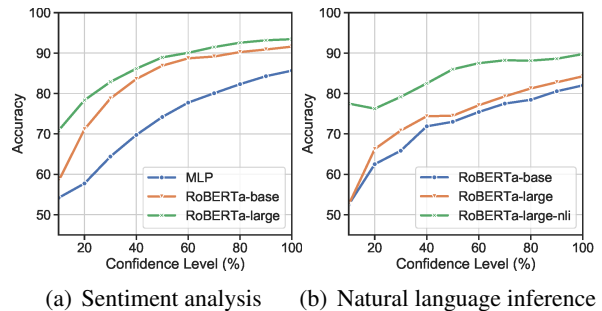 100
90
80
70
60
50
Accuracy
MLP
RoBERTa-base
RoBERTa-large
20 40 60 80 100
Confidence Level (%)
(a) Sentiment analysis
100
90
80
70
60
50
Accuracy
RoBERTa-base
RoBERTa-large
RoBERTa-large-nli
20 40 60 80 100
Confidence Level (%)
(b) Natural language inference